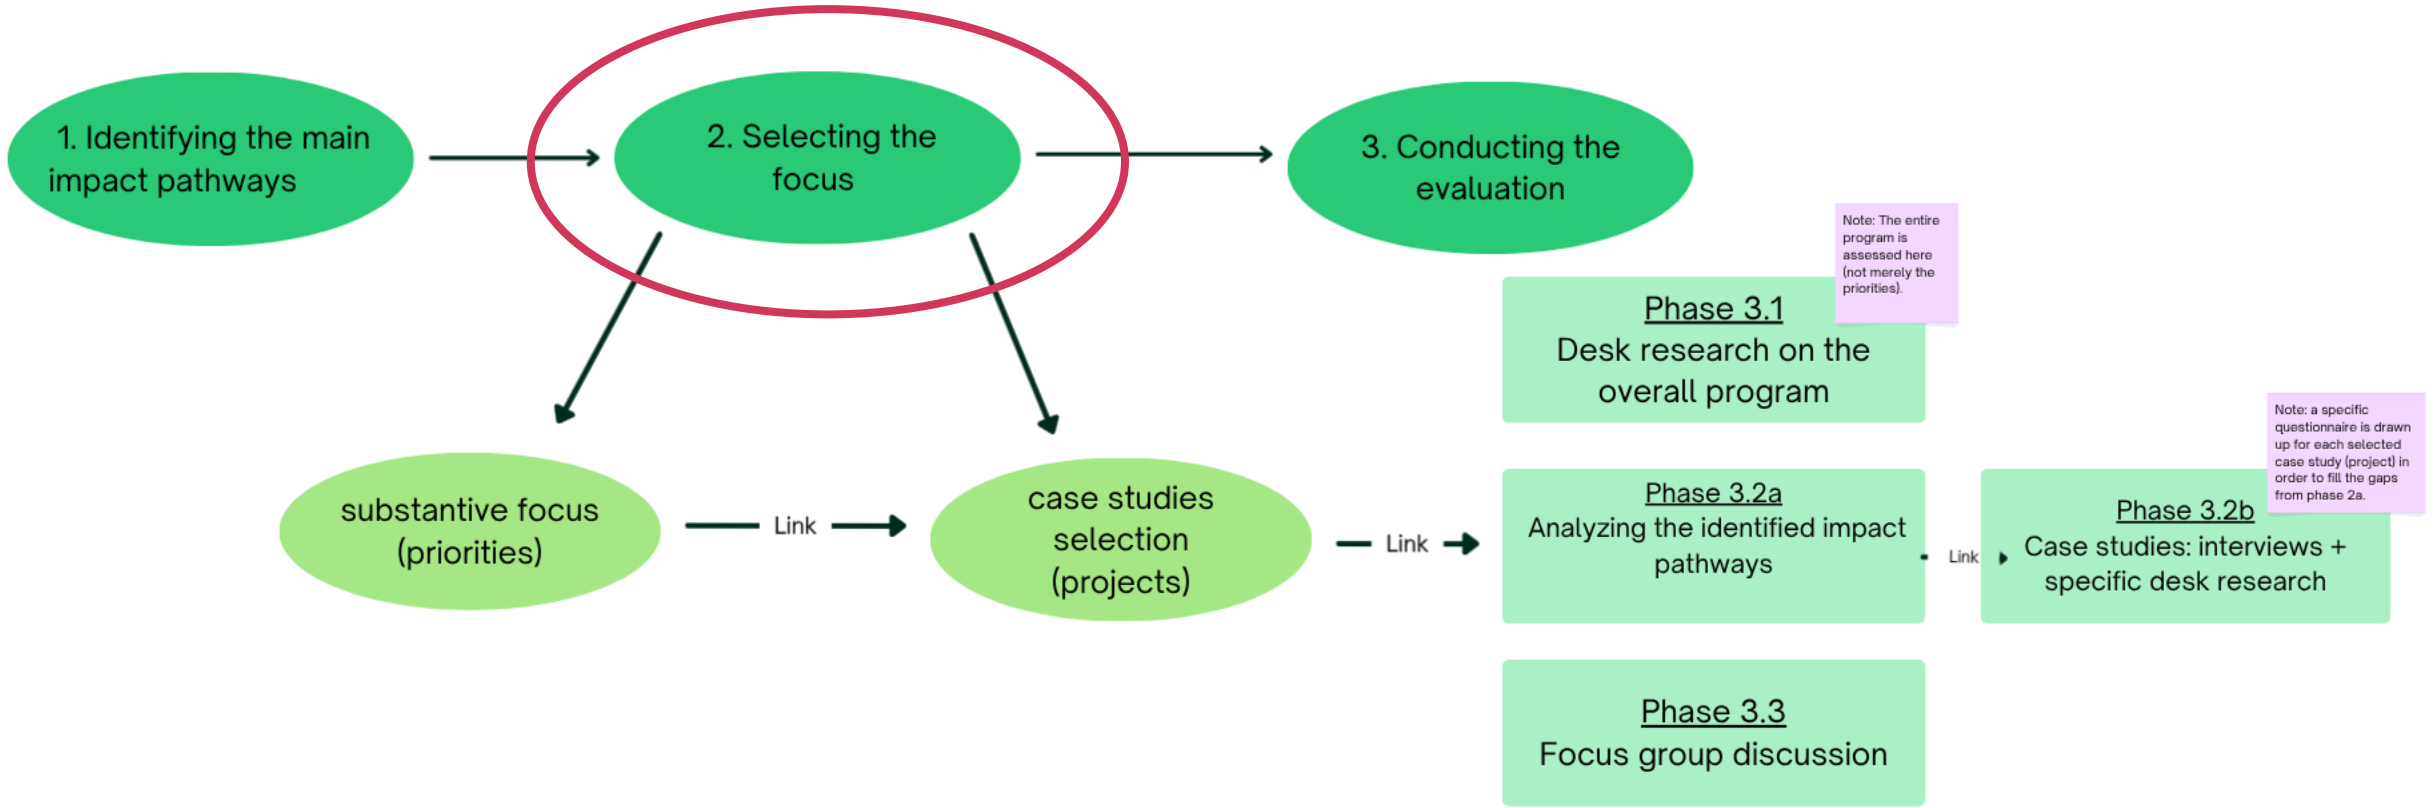 1. Identifying the main
impact pathways
2. Selecting the
focus
3. Conducting the
evaluation
Note: The entire
program is
assessed here
(not merely the
priorities).
Phase 3.1
Desk research on the
overall program
substantive focus
(priorities)
Link
case studies
selection
(projects)
Link
Phase 3.2a
Analyzing the identified impact
pathways
Link
Note: a specific
questionnaire is drawn
up for each selected
case study (project) in
order to fill the gaps
from phase 2a.
Phase 3.2b
Case studies: interviews +
specific desk research
Phase 3.3
Focus group discussion